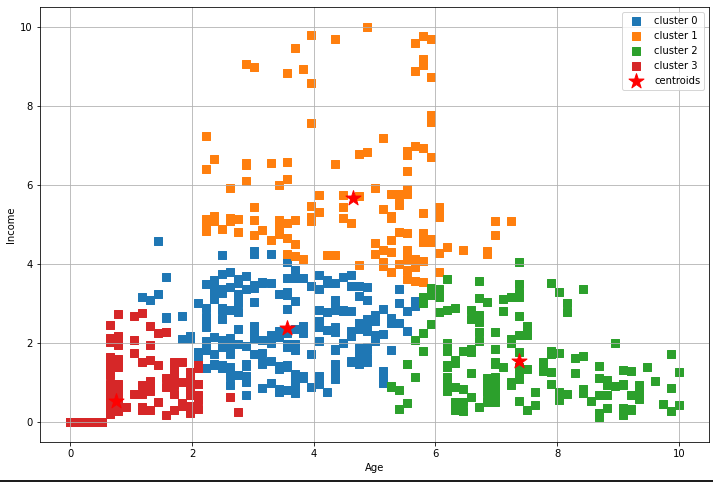 cluster 0
cluster 1
cluster 2
cluster 3
centroids
10
8
6
4
2
0
Income
0 2 4 6 8 10
Age